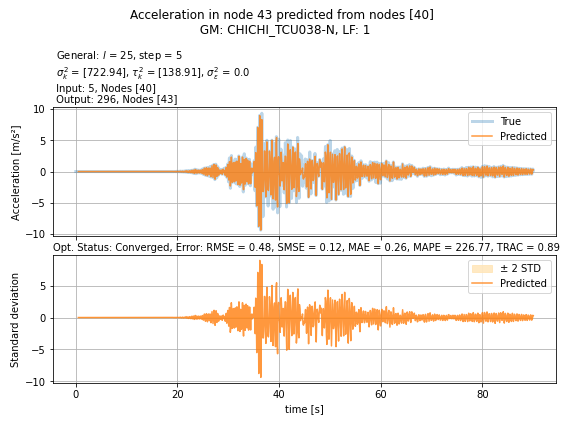 Acceleration in node 43 predicted from nodes [40]
GM: CHICHI_TCU038-N, LF: 1
General: l = 25, step = 5
σ²ₖ = [722.94], τ²ₖ = [138.91], σ²ε = 0.0
Input: 5, Nodes [40]
Output: 296, Nodes [43]
10
5
0
−5
−10
Acceleration [m/s²]
True
Predicted
Opt. Status: Converged, Error: RMSE = 0.48, SMSE = 0.12, MAE = 0.26, MAPE = 226.77, TRAC = 0.89
5
0
−5
−10
Standard deviation
± 2 STD
Predicted
0 20 40 60 80
time [s]